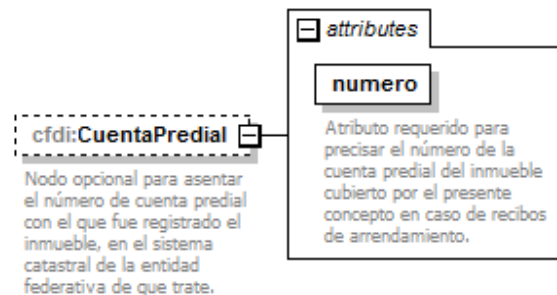 attributes
numero
Atributo requerido para
precisar el número de la
cuenta predial del inmueble
cubierto por el presente
concepto en caso de recibos
de arrendamiento.
cfdi:CuentaPredial
Nodo opcional para asentar
el número de cuenta predial
con el que fue registrado el
inmueble, en el sistema
catastral de la entidad
federativa de que trate.